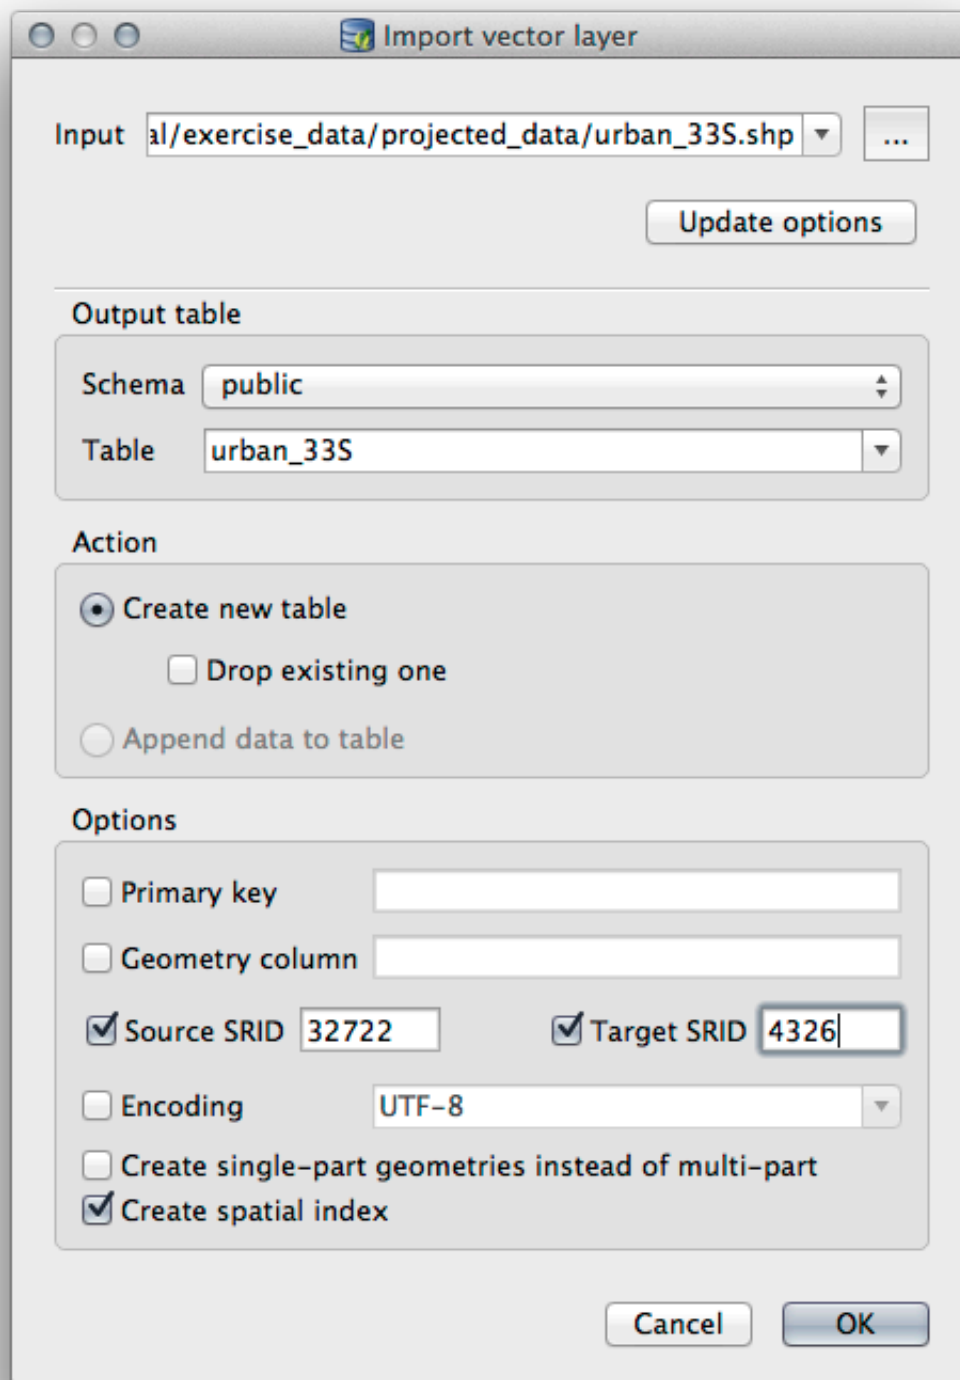 Import vector layer
Input al/exercise_data/projected_data/urban_33S.shp ...
Update options
Output table
Schema public
Table urban_33S
Action
Create new table
Drop existing one
Append data to table
Options
Primary key
Geometry column
Source SRID 32722 Target SRID 4326
Encoding UTF-8
Create single-part geometries instead of multi-part
Create spatial index
Cancel OK